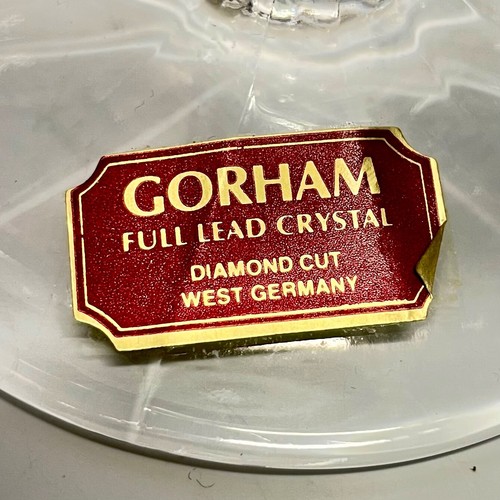 GORHAM
FULL LEAD CRYSTAL
DIAMOND CUT
WEST GERMANY